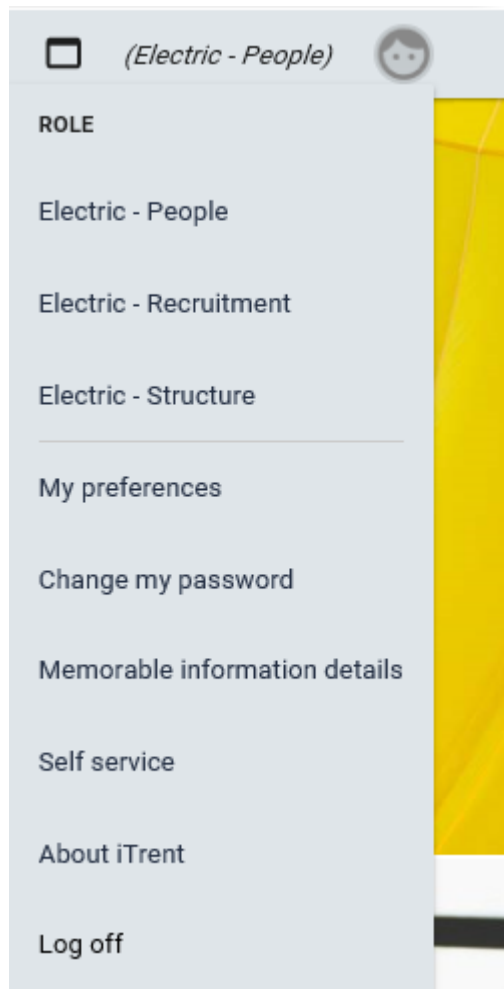 (Electric - People)
ROLE
Electric - People
Electric - Recruitment
Electric - Structure
My preferences
Change my password
Memorable information details
Self service
About iTrent
Log off